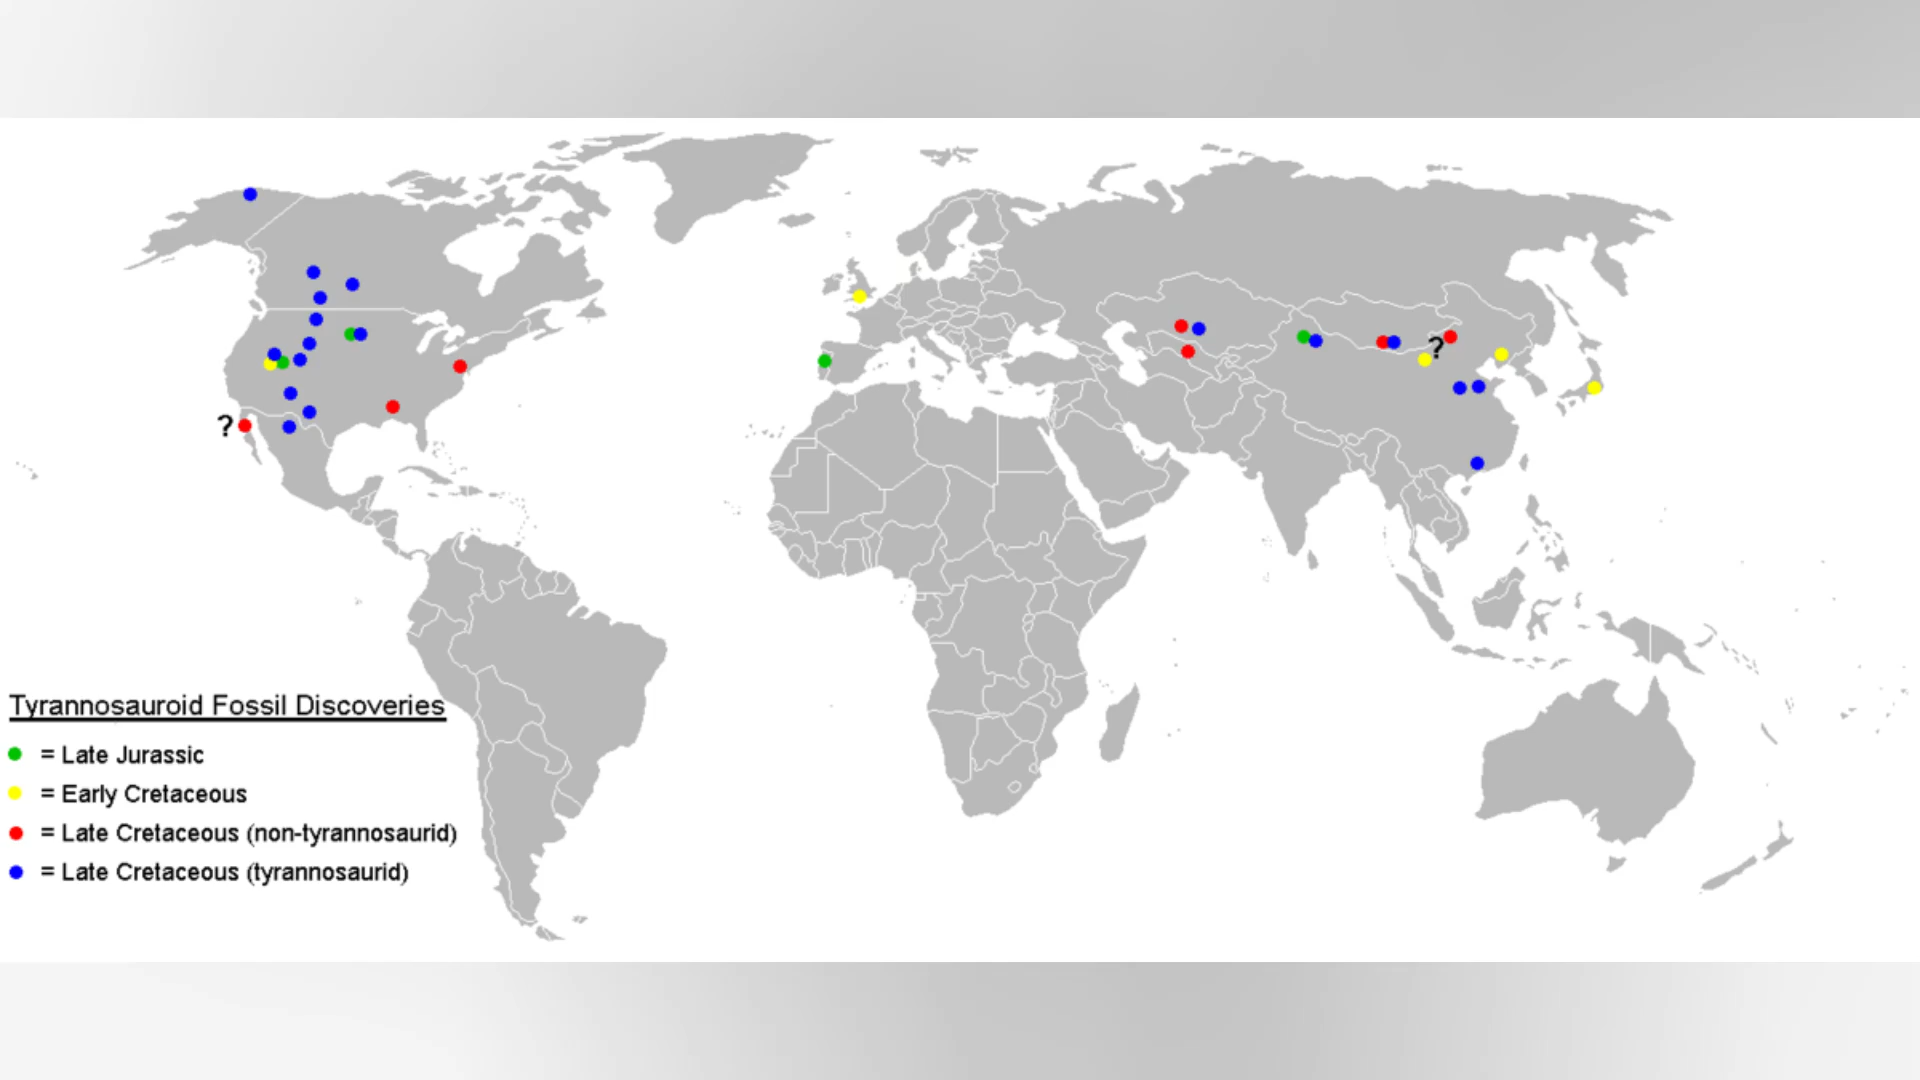 ?
?
Tyrannosauroid Fossil Discoveries
= Late Jurassic
= Early Cretaceous
= Late Cretaceous (non-tyrannosaurid)
= Late Cretaceous (tyrannosaurid)